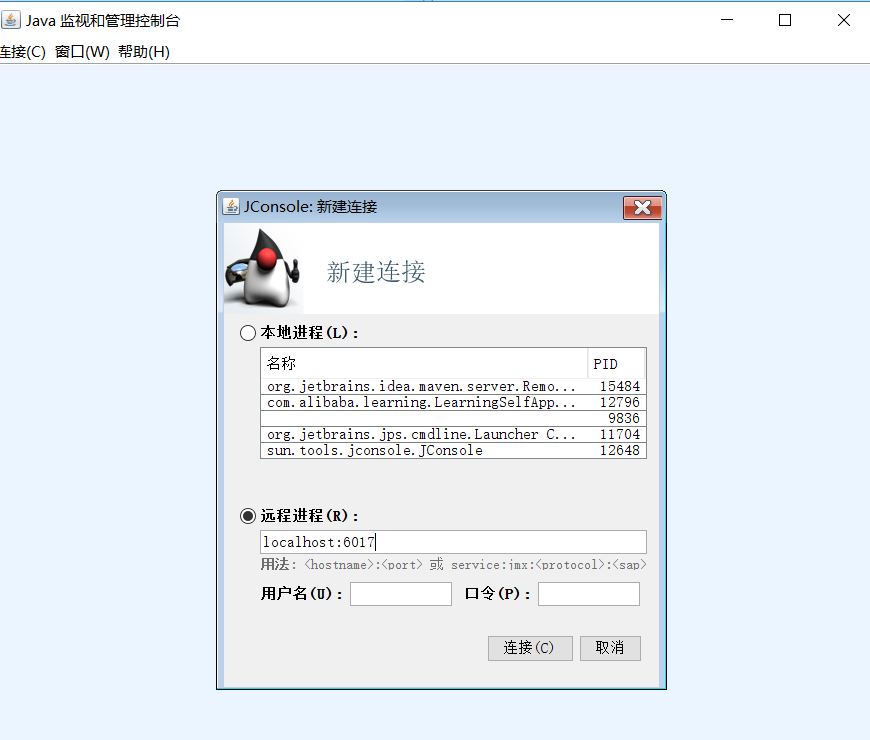 Java 监视和管理控制台
连接(C) 窗口(W) 帮助(H)
JConsole: 新建连接
新建连接
本地进程(L):
名称 PID
org.jetbrains.idea.maven.server.Remo... 15484
com.alibaba.learning.LearningSelfApp... 12796
9836
org.jetbrains.jps.cmdline.Launcher C... 11704
sun.tools.jconsole.JConsole 12648
远程进程(R):
localhost:6017
用法: <hostname>:<port> 或 service:jmx:<protocol>:<sap>
用户名(U): 口令(P):
连接(C) 取消